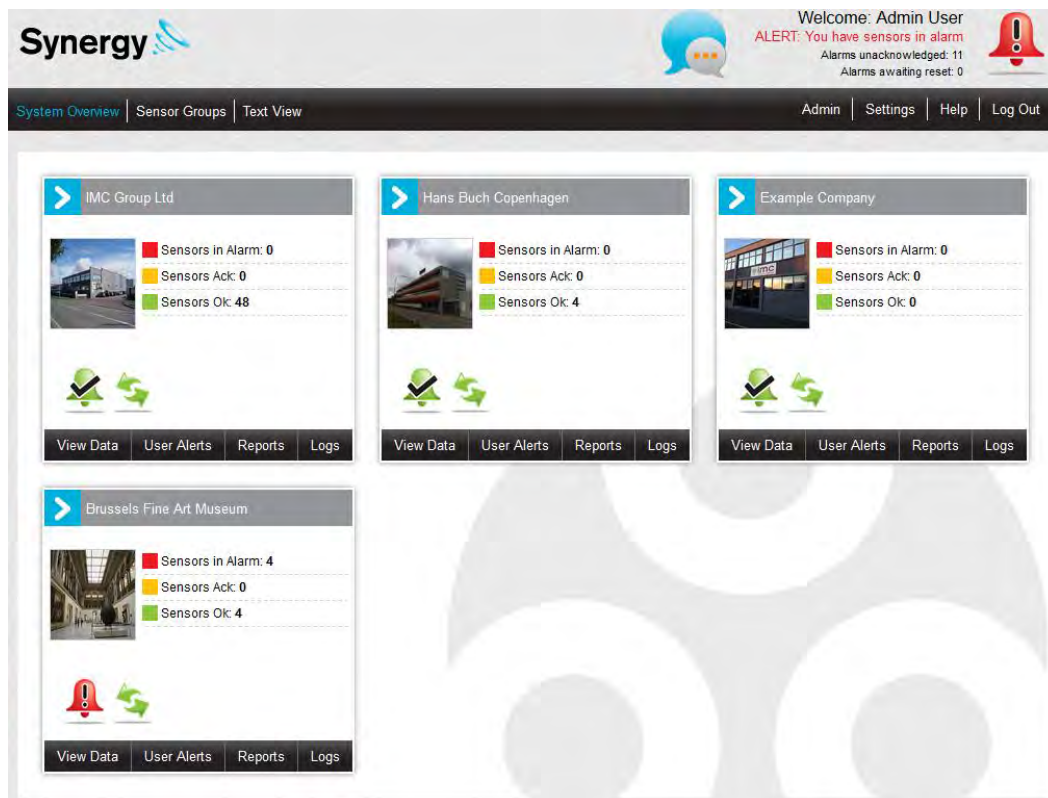 Synergy
Welcome: Admin User
ALERT: You have sensors in alarm
Alarms unacknowledged: 11
Alarms awaiting reset: 0
System Overview | Sensor Groups | Text View
Admin | Settings | Help | Log Out
IMC Group Ltd
Sensors in Alarm: 0
Sensors Ack: 0
Sensors Ok: 48
View Data User Alerts Reports Logs
Hans Buch Copenhagen
Sensors in Alarm: 0
Sensors Ack: 0
Sensors Ok: 4
View Data User Alerts Reports Logs
Example Company
imc
Sensors in Alarm: 0
Sensors Ack: 0
Sensors Ok: 0
View Data User Alerts Reports Logs
Brussels Fine Art Museum
Sensors in Alarm: 4
Sensors Ack: 0
Sensors Ok: 4
View Data User Alerts Reports Logs